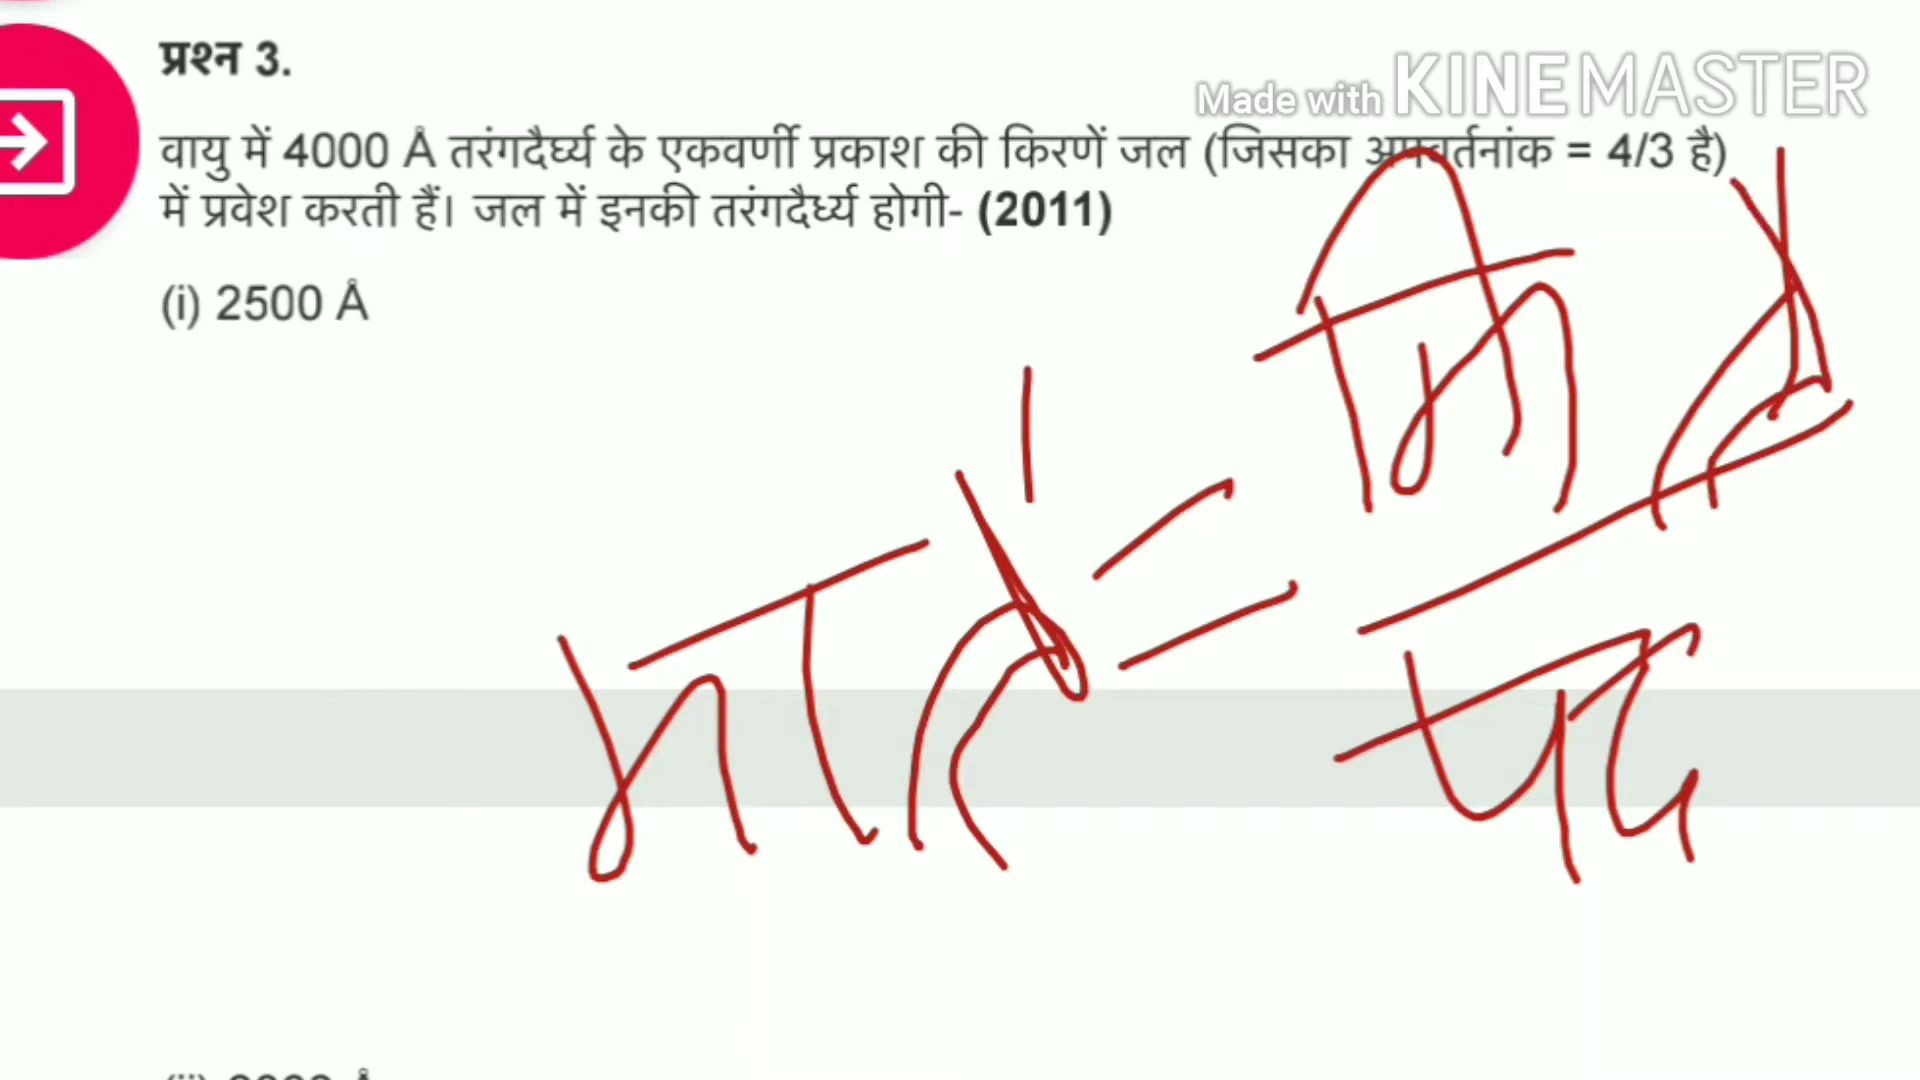 प्रश्न 3.
Made with KINEMASTER
वायु में 4000 Å तरंगदैर्घ्य के एकवर्णी प्रकाश की किरणें जल (जिसका अपवर्तनांक = 4/3 है)
में प्रवेश करती हैं। जल में इनकी तरंगदैर्घ्य होगी- (2011)
(i) 2500 Å
=